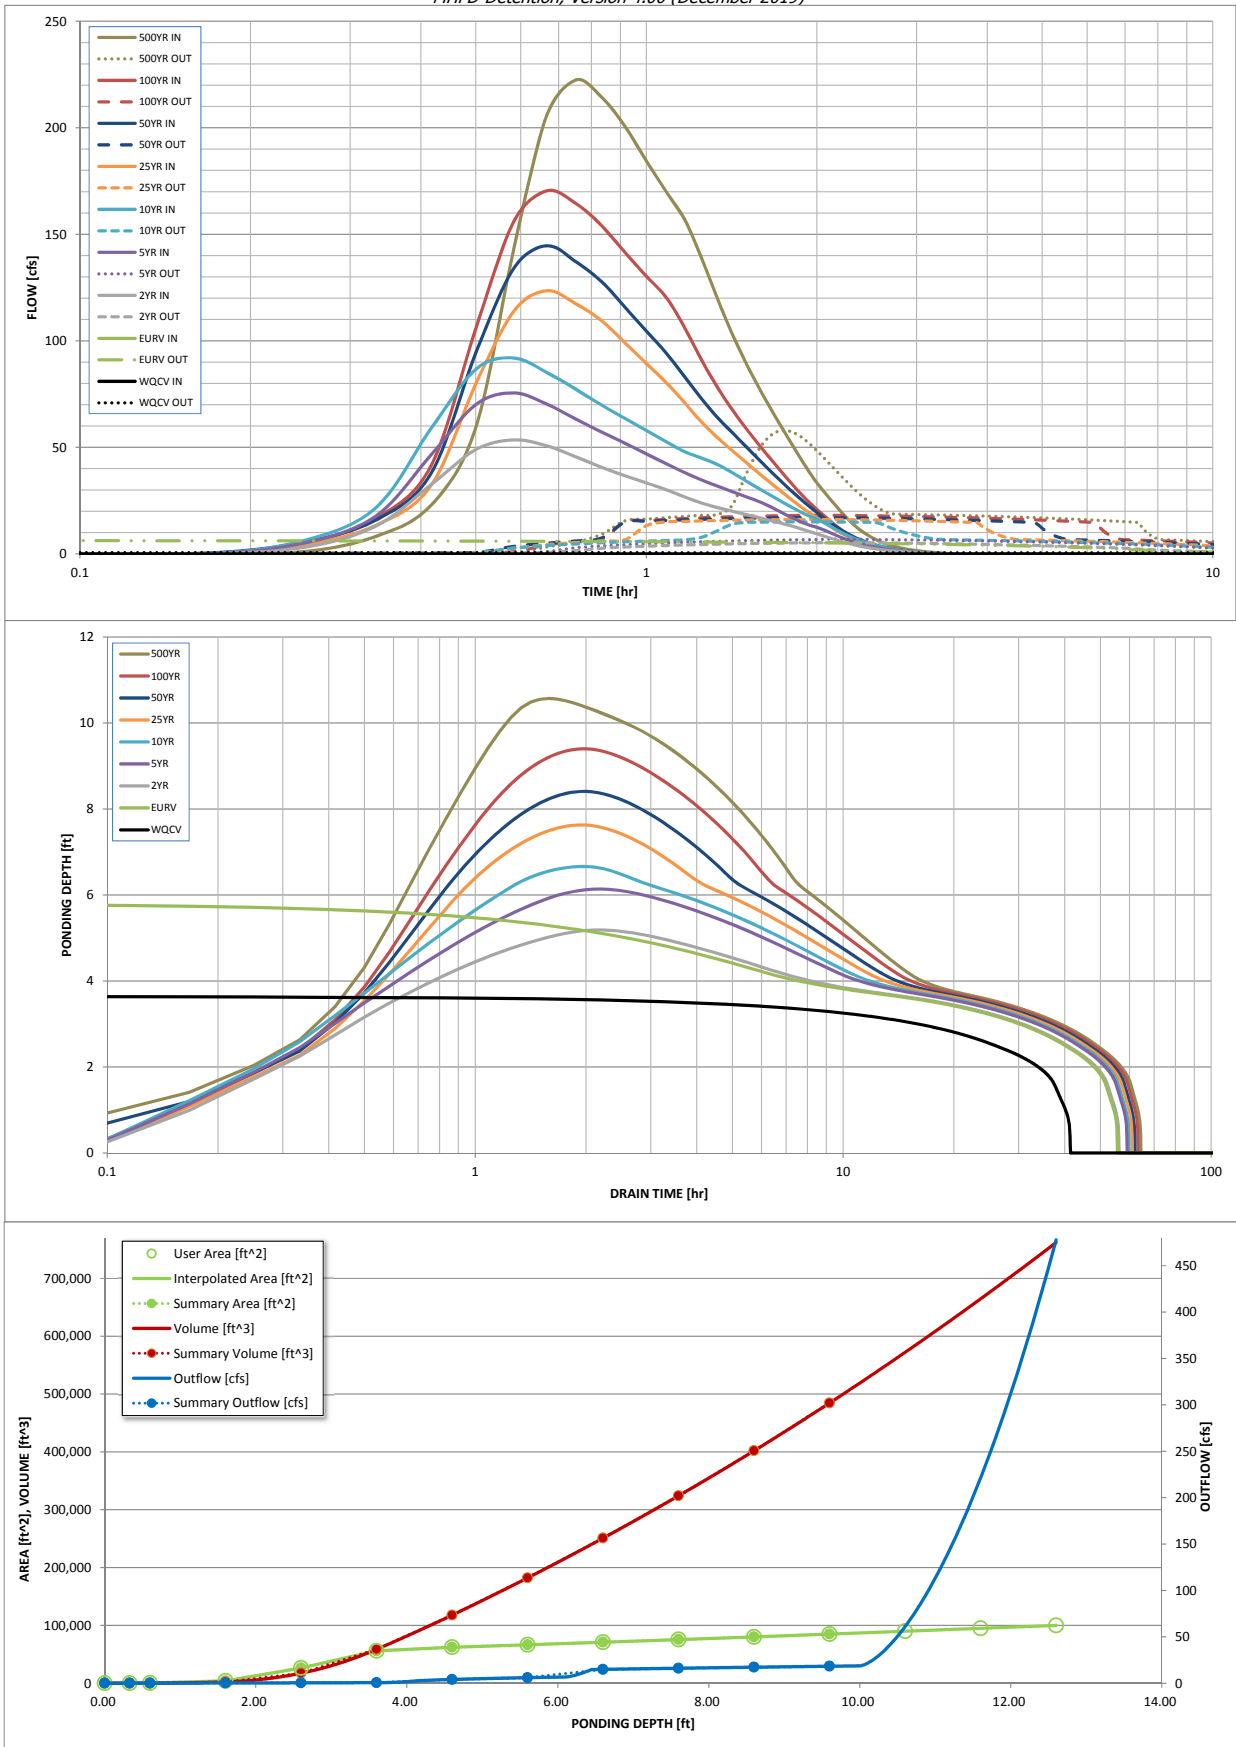 MHFD-Detention, Version 4.00 (December 2019)
250
200
150
100
50
0
FLOW [cfs]
500YR IN
500YR OUT
100YR IN
100YR OUT
50YR IN
50YR OUT
25YR IN
25YR OUT
10YR IN
10YR OUT
5YR IN
5YR OUT
2YR IN
2YR OUT
EURV IN
EURV OUT
WQCV IN
WQCV OUT
0.1 1 10
TIME [hr]
12
10
8
6
4
2
0
PONDING DEPTH [ft]
500YR
100YR
50YR
25YR
10YR
5YR
2YR
EURV
WQCV
0.1 1 10 100
DRAIN TIME [hr]
User Area [ft^2]
Interpolated Area [ft^2]
Summary Area [ft^2]
Volume [ft^3]
Summary Volume [ft^3]
Outflow [cfs]
Summary Outflow [cfs]
700,000
600,000
500,000
400,000
300,000
200,000
100,000
0
AREA [ft^2], VOLUME [ft^3]
450
400
350
300
250
200
150
100
50
0
OUTFLOW [cfs]
0.00 2.00 4.00 6.00 8.00 10.00 12.00 14.00
PONDING DEPTH [ft]